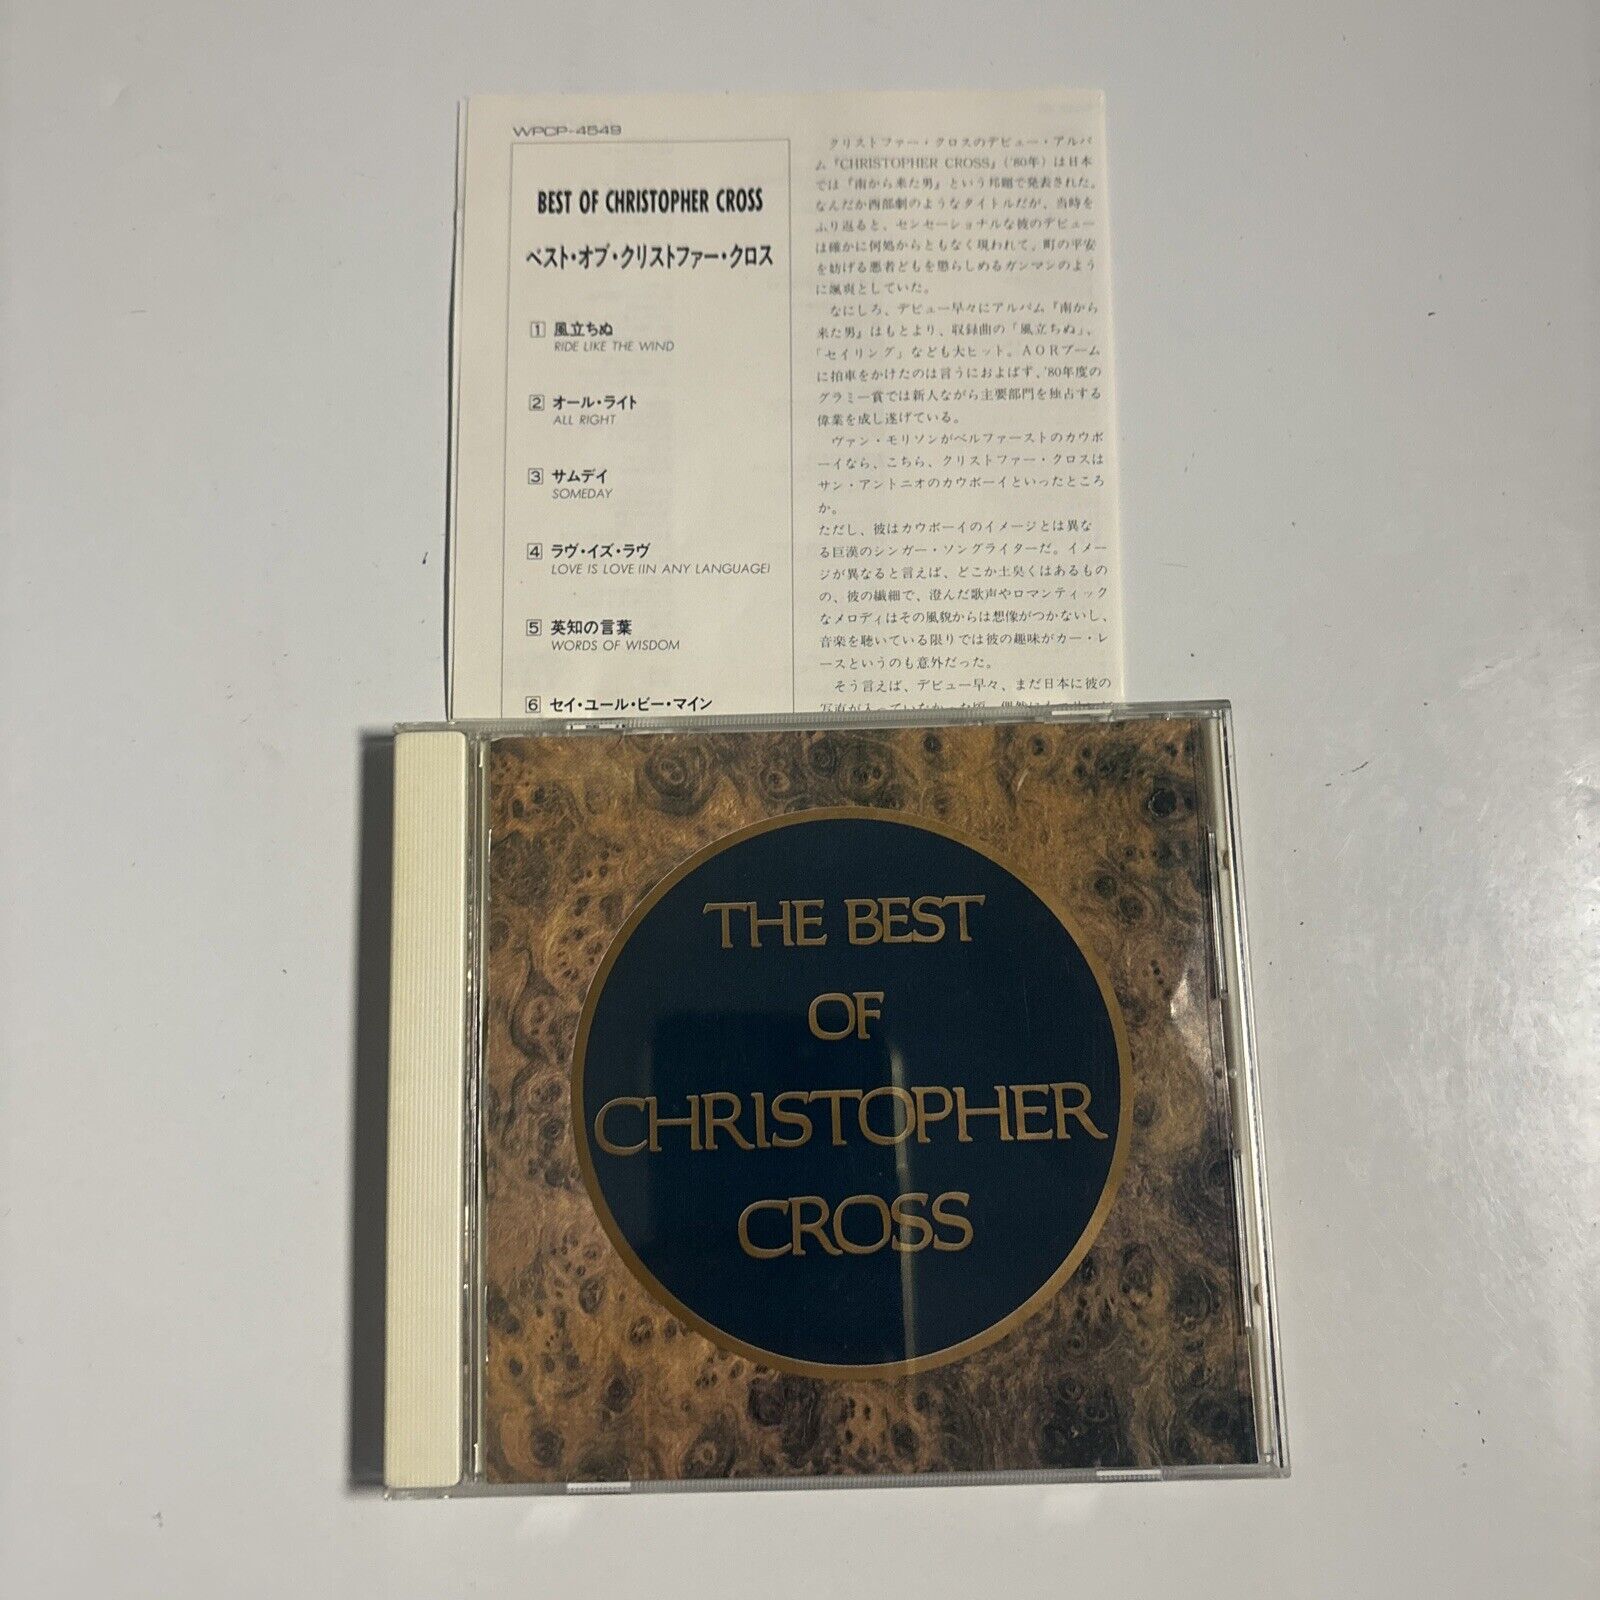 WPCP-4549
BEST OF CHRISTOPHER CROSS
ベスト・オブ・クリストファー・クロス
1 風立ちぬ
RIDE LIKE THE WIND
2 オール・ライト
ALL RIGHT
3 サムデイ
SOMEDAY
4 ラヴ・イズ・ラヴ
LOVE IS LOVE (IN ANY LANGUAGE)
5 英知の言葉
WORDS OF WISDOM
6 セイ・ユール・ビー・マイン
クリストファー・クロスのデビュー・アルバ
ム『CHRISTOPHER CROSS』('80年) は日本
では『南から来た男』という邦題で発表された。
なんだか西部劇のようなタイトルだが、当時を
ふり返ると、センセーショナルな彼のデビュー
は確かに何処からともなく現われて、町の平安
を妨げる悪者どもを懲らしめるガンマンのよう
に颯爽としていた。
なにしろ、デビュー早々にアルバム『南から
来た男』はもとより、収録曲の「風立ちぬ」、
「セイリング」なども大ヒット。AORブーム
に拍車をかけたのは言うにおよばず、'80年度の
グラミー賞では新人ながら主要部門を独占する
偉業を成し遂げている。
ヴァン・モリソンがベルファーストのカウボ
ーイなら、こちら、クリストファー・クロスは
サン・アントニオのカウボーイといったところ
か。
ただし、彼はカウボーイのイメージとは異な
る巨漢のシンガー・ソングライターだ。イメー
ジが異なると言えば、どこか土臭くはあるもの
の、彼の繊細で、澄んだ歌声やロマンティック
なメロディはその風貌からは想像がつかないし、
音楽を聴いている限りでは彼の趣味がカー・レ
ースというのも意外だった。
そう言えば、デビュー早々、まだ日本に彼の
写真が入っていなかった頃、偶然に
THE BEST
OF
CHRISTOPHER
CROSS